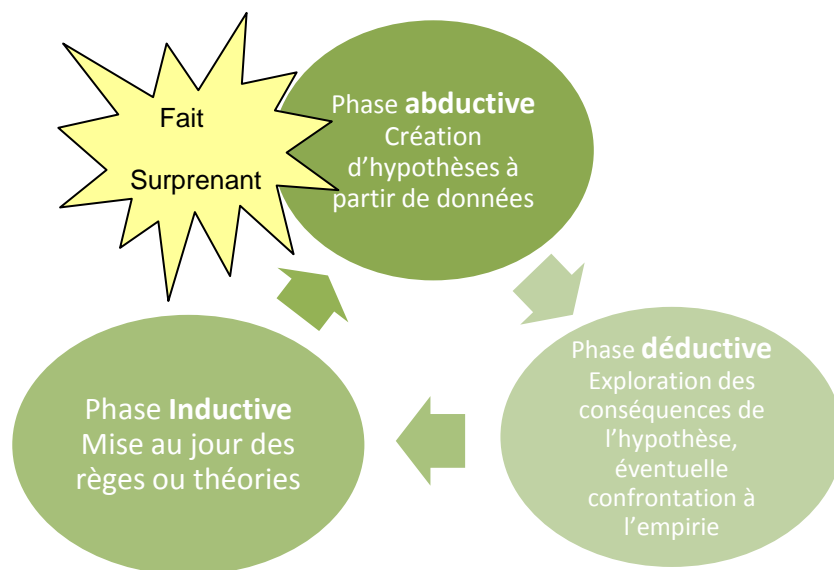 Fait
Surprenant
Phase abductive
Création
d'hypothèses à
partir de données
Phase déductive
Exploration des
conséquences de
l'hypothèse,
éventuelle
confrontation à
l'empirie
Phase Inductive
Mise au jour des
règes ou théories